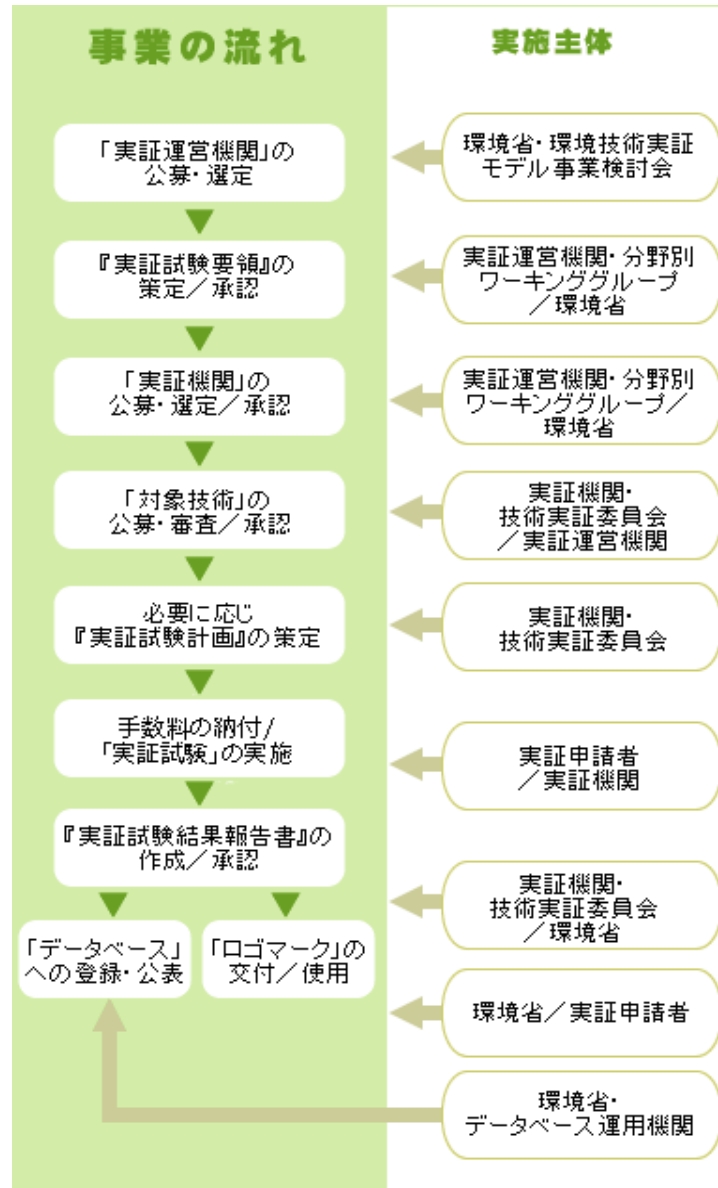 事業の流れ
実施主体
「実証運営機関」の
公募・選定
環境省・環境技術実証
モデル事業検討会
『実証試験要領』の
策定／承認
実証運営機関・分野別
ワーキンググループ
／環境省
「実証機関」の
公募・選定／承認
実証運営機関・分野別
ワーキンググループ／
環境省
「対象技術」の
公募・審査／承認
実証機関・
技術実証委員会
／実証運営機関
必要に応じ
『実証試験計画』の策定
実証機関・
技術実証委員会
手数料の納付/
「実証試験」の実施
実証申請者
／実証機関
『実証試験結果報告書』の
作成／承認
実証機関・
技術実証委員会
／環境省
「データベース」
への登録・公表
「ロゴマーク」の
交付／使用
環境省／実証申請者
環境省・
データベース運用機関